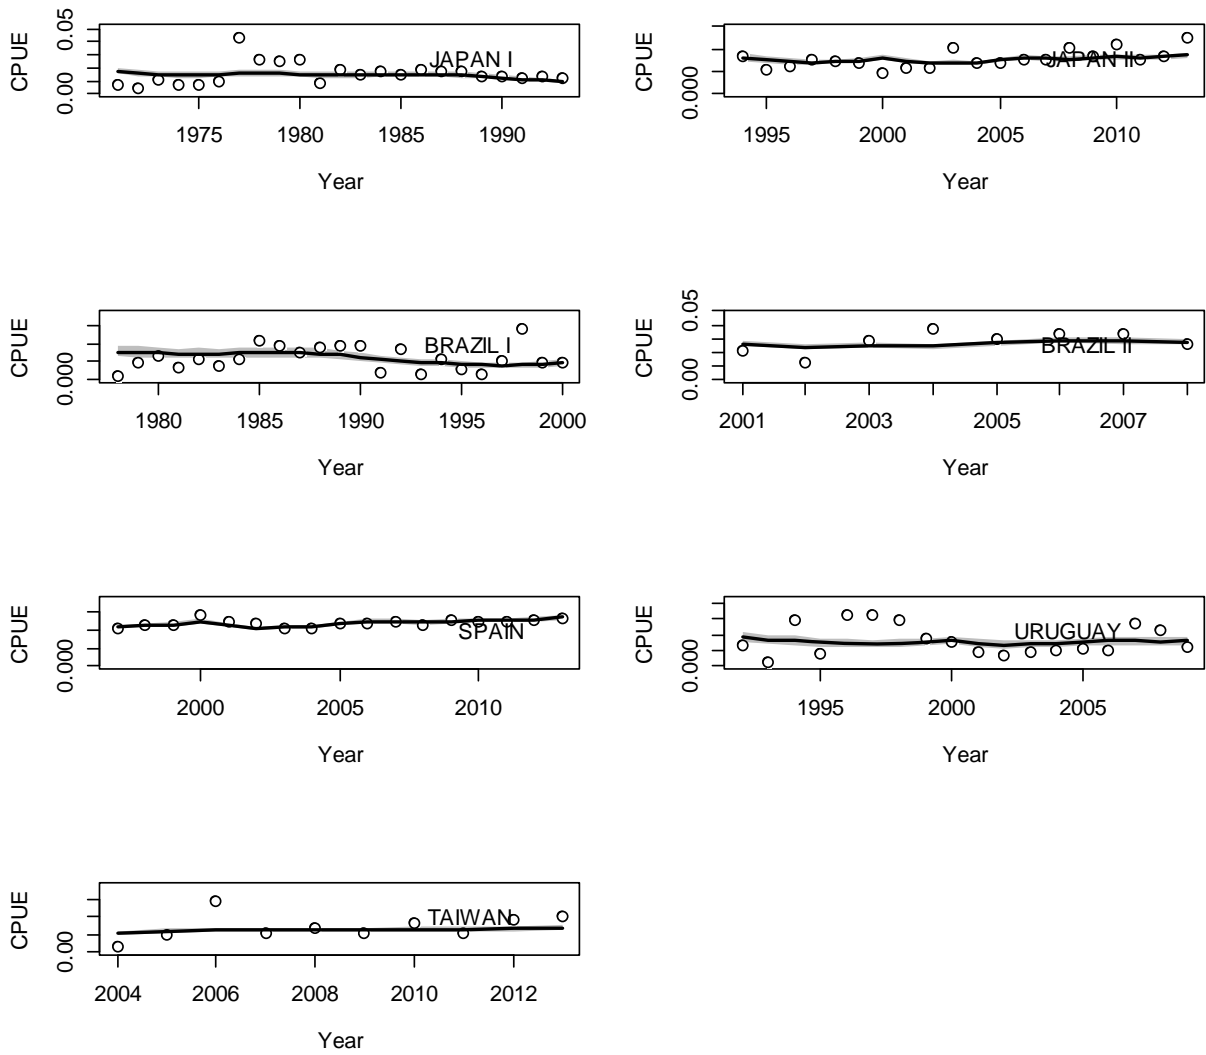 CPUE
0.00 0.05
JAPAN I
1975 1980 1985 1990
Year
CPUE
0.000
JAPAN II
1995 2000 2005 2010
Year
CPUE
0.000
BRAZIL I
1980 1985 1990 1995 2000
Year
CPUE
0.00 0.05
BRAZIL II
2001 2003 2005 2007
Year
CPUE
0.000
SPAIN
2000 2005 2010
Year
CPUE
0.000
URUGUAY
1995 2000 2005
Year
CPUE
0.00
TAIWAN
2004 2006 2008 2010 2012
Year